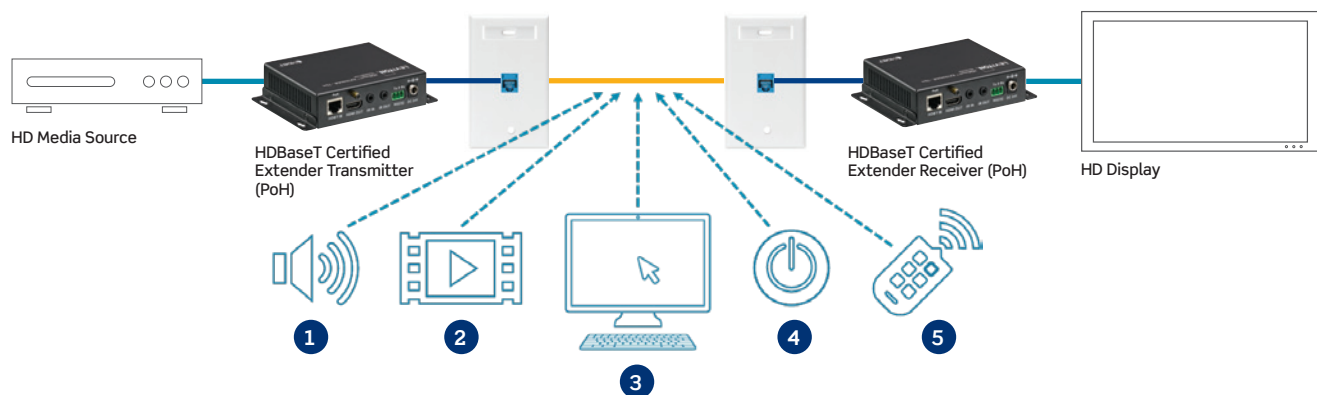 HD Media Source
HDBaseT Certified
Extender Transmitter
(PoH)
HDBaseT Certified
Extender Receiver (PoH)
HD Display
1
2
3
4
5